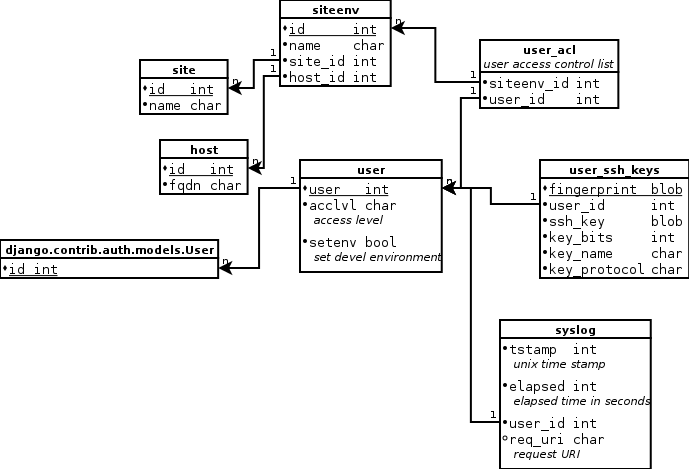 siteenv
id int
name char
site_id int
host_id int
n
1
1
user_acl
user access control list
siteenv_id int
user_id int
1
1
site
id int
name char
n
host
id int
fqdn char
n
user
user int
acclvl char
access level
setenv bool
set devel environment
1
n
user_ssh_keys
fingerprint blob
user_id int
ssh_key blob
key_bits int
key_name char
key_protocol char
1
django.contrib.auth.models.User
id int
n
syslog
tstamp int
unix time stamp
elapsed int
elapsed time in seconds
user_id int
req_uri char
request URI
1